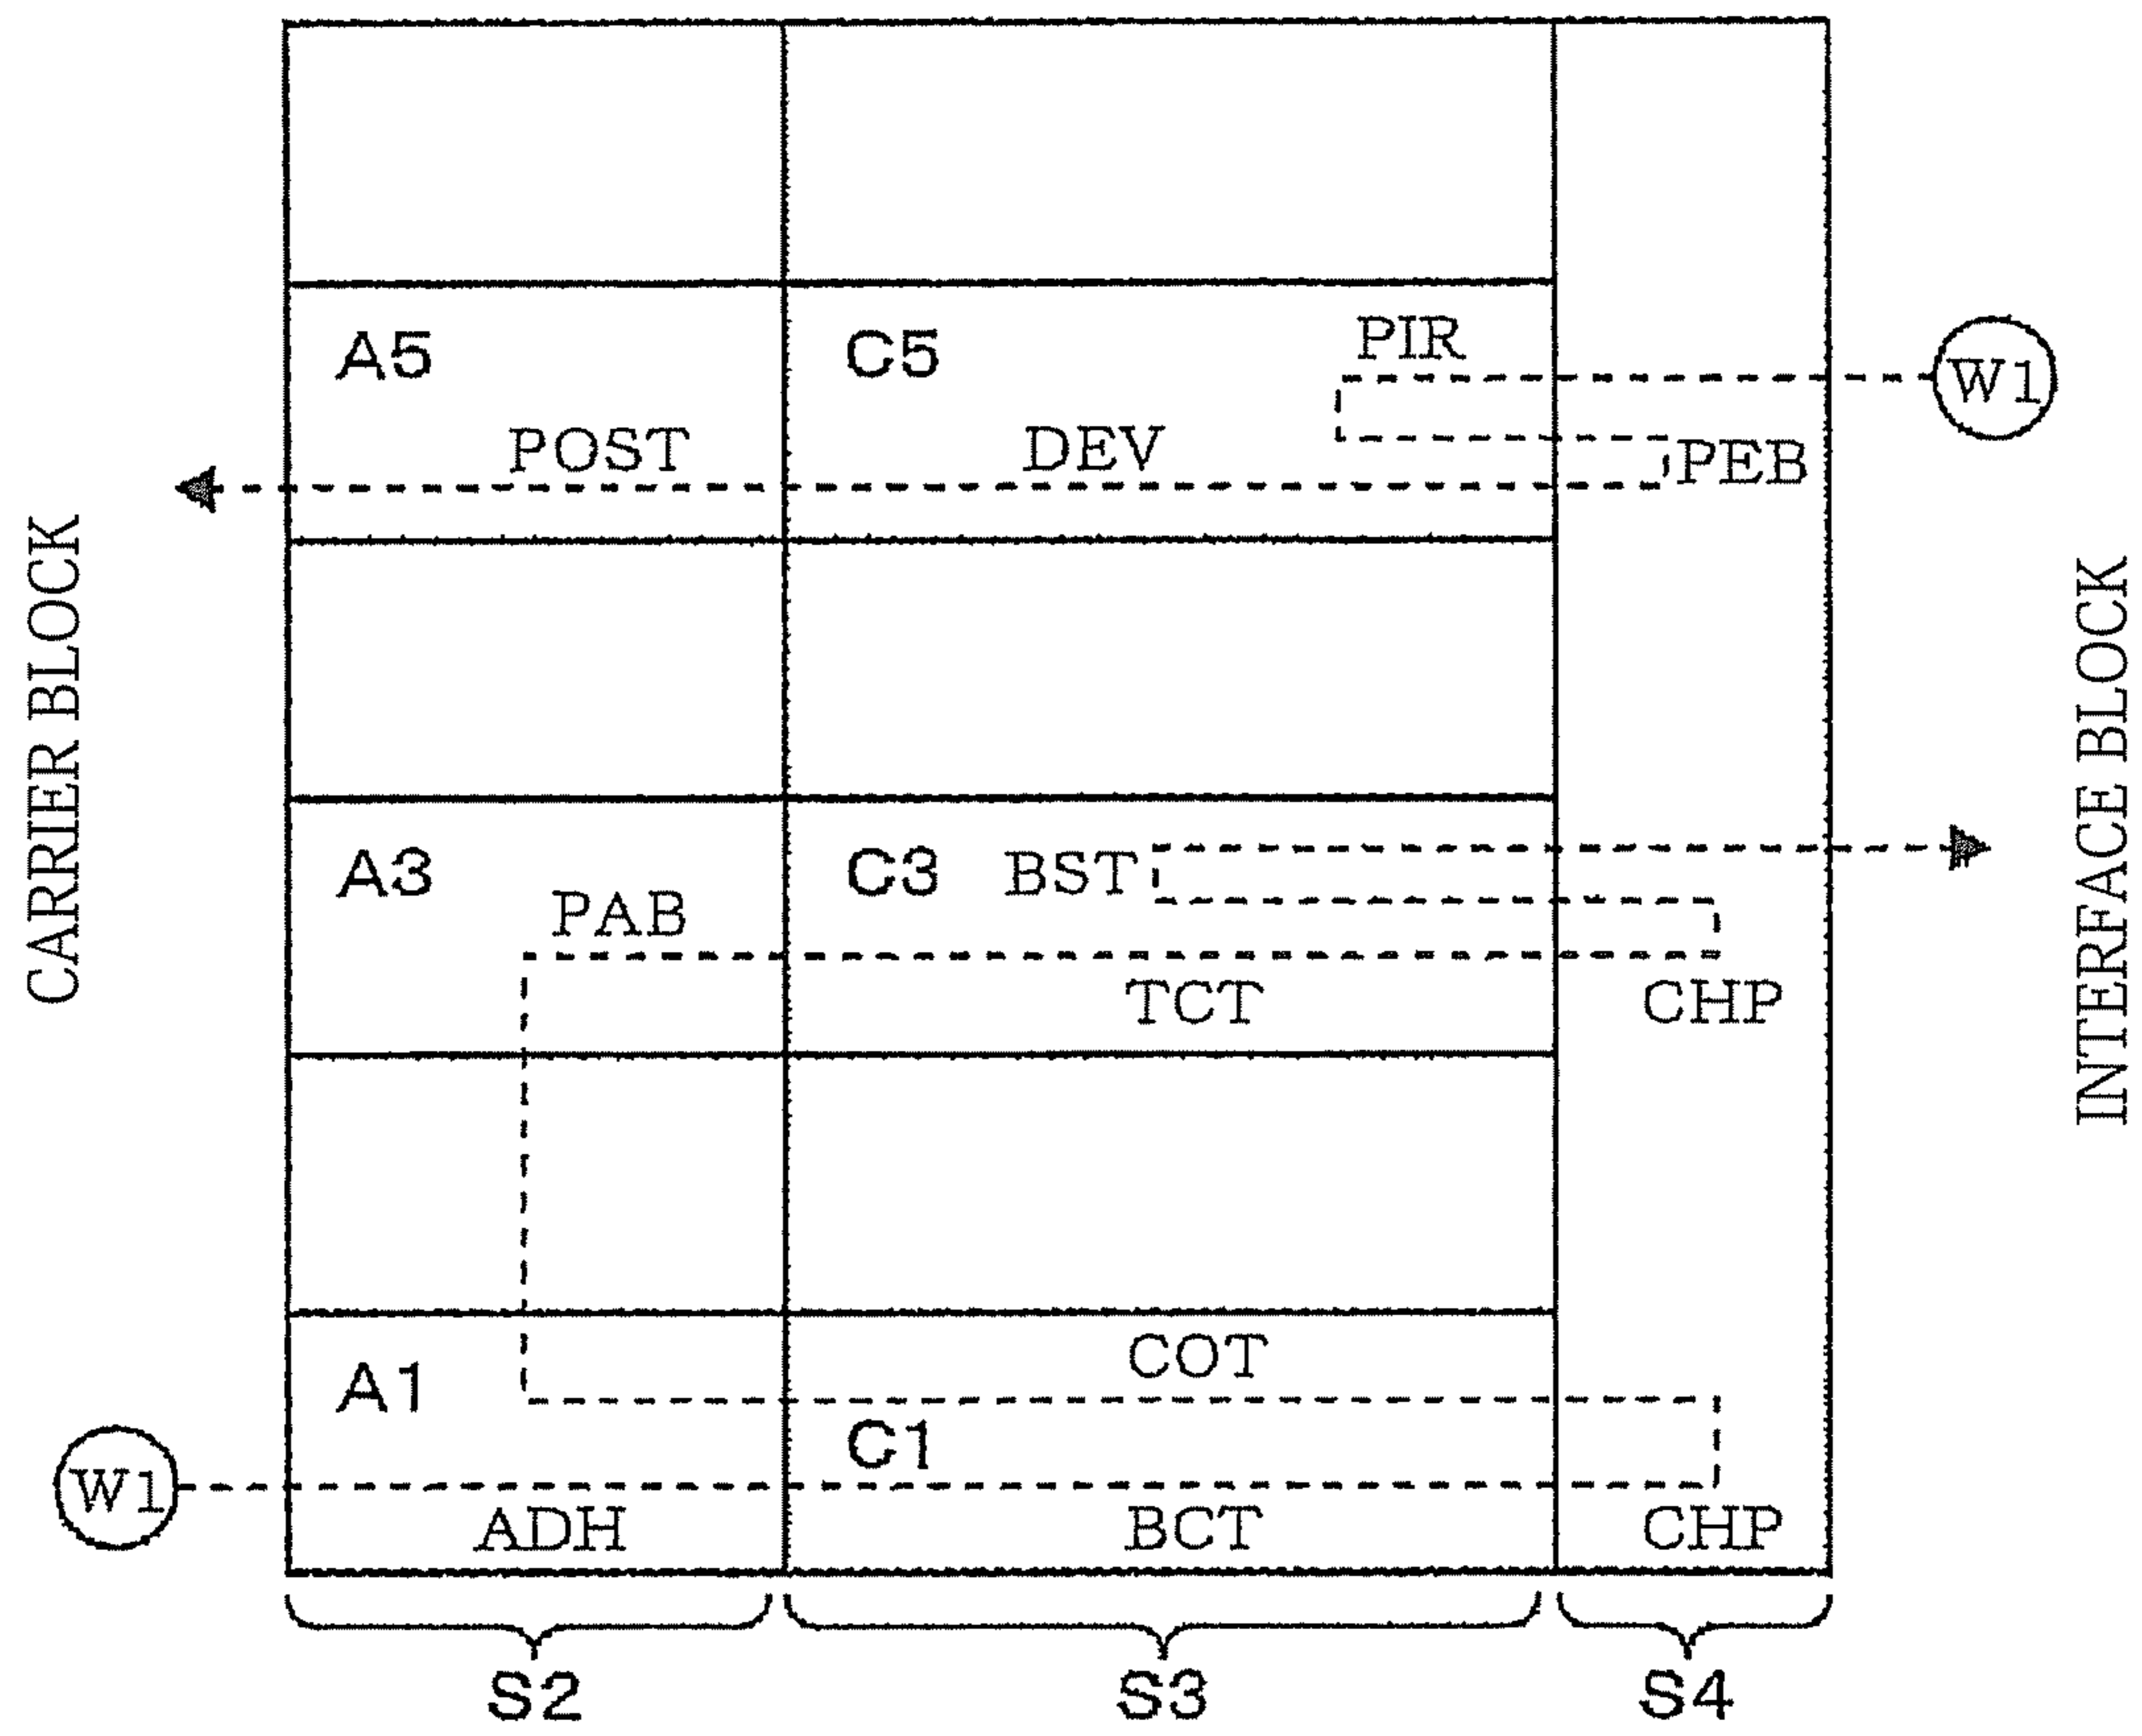 PIR
A5
C5
W1
POST
DEV
PEB
CARRIER BLOCK
INTERFACE BLOCK
A3
C3
BST
PAB
TCT
CHP
COT
A1
C1
W1
ADH
BCT
CHP
S2
S3
S4